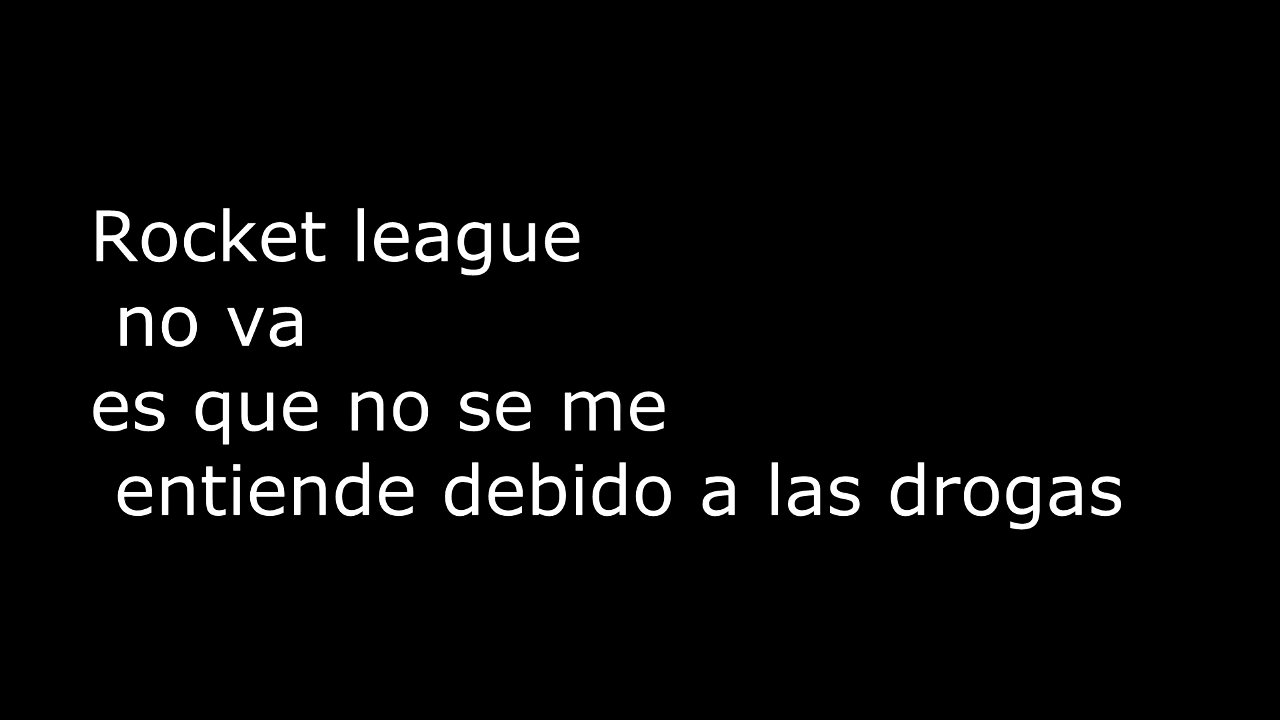 Rocket league
no va
es que no se me
entiende debido a las drogas